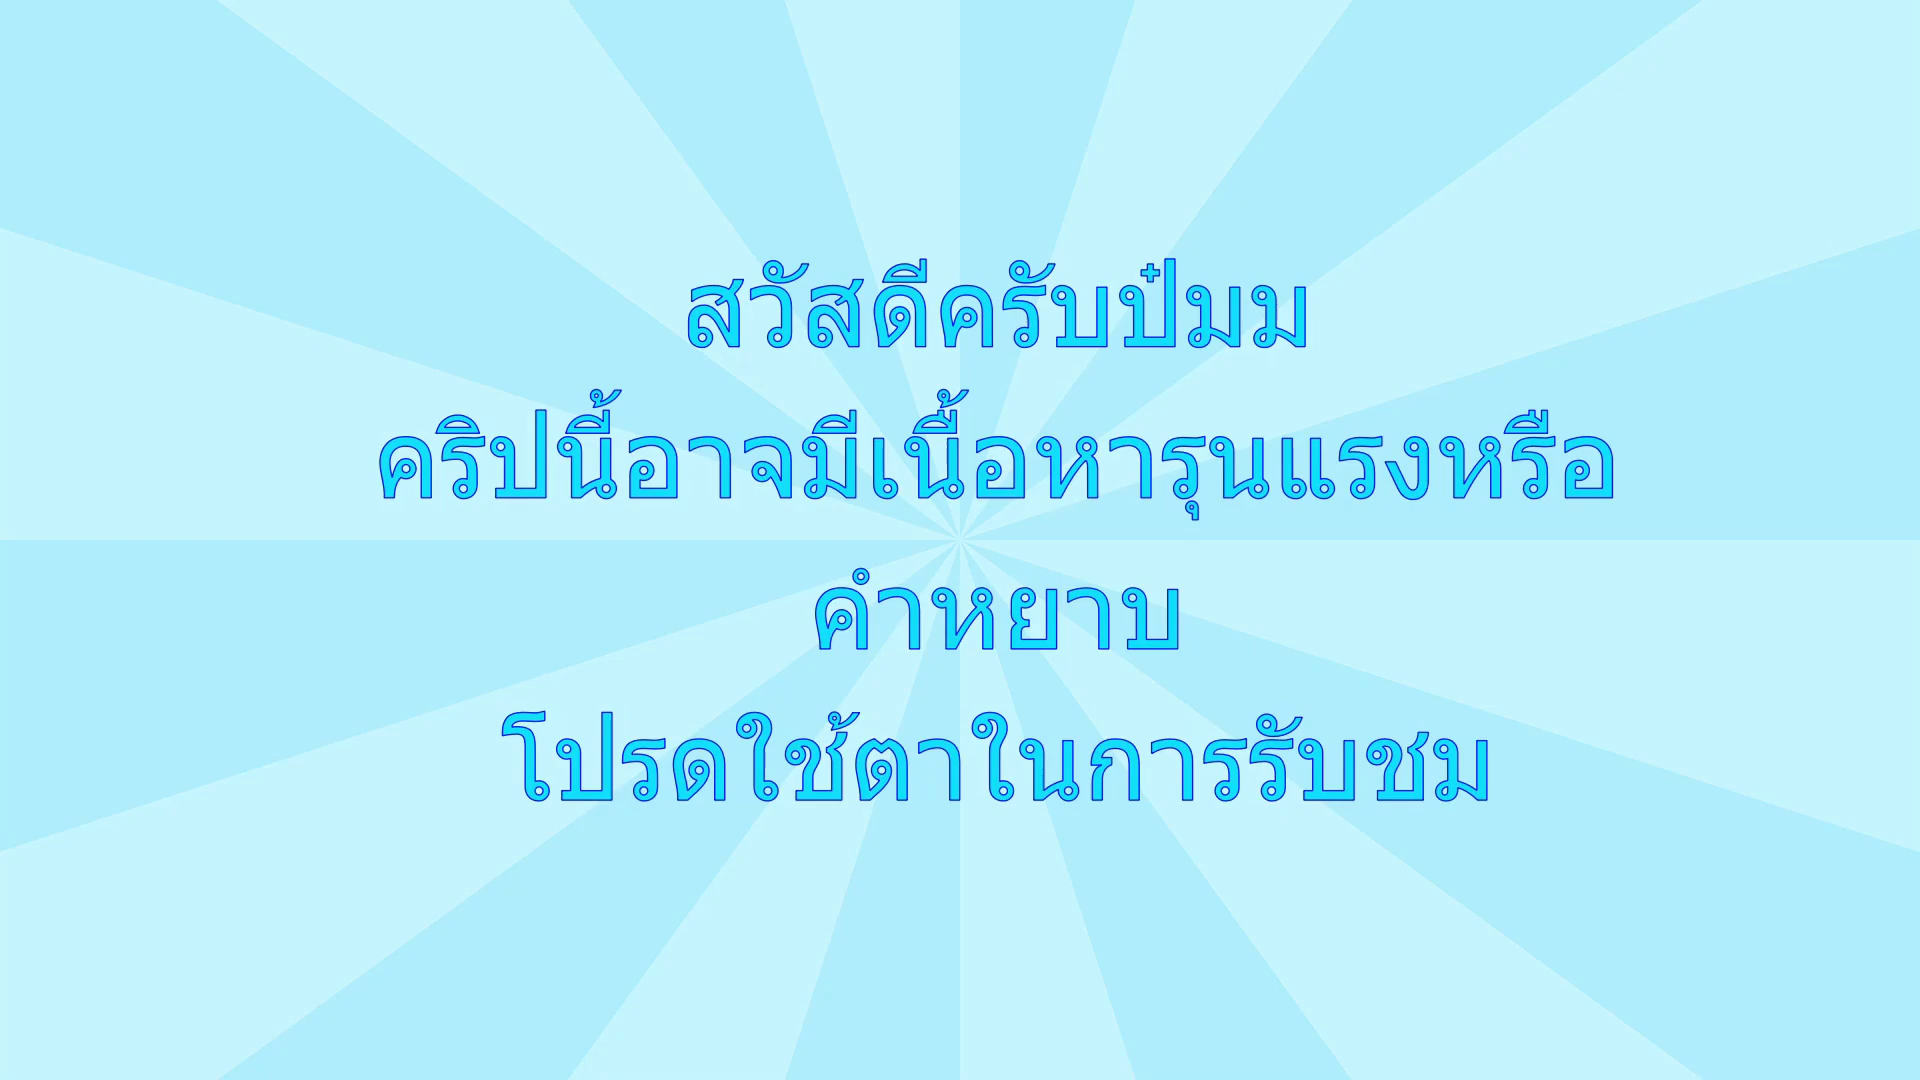 สวัสดีครับป๋มม
คริปนี้อาจมีเนื้อหารุนแรงหรือ
คำหยาบ
โปรดใช้ตาในการรับชม